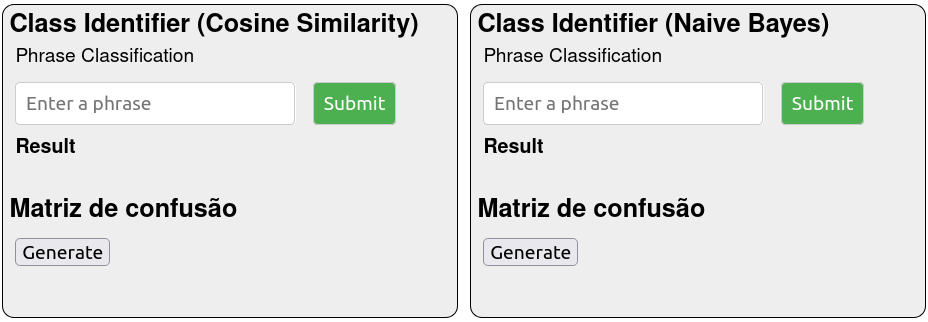 Class Identifier (Cosine Similarity)
Phrase Classification
Enter a phrase
Submit
Result
Matriz de confusão
Generate
Class Identifier (Naive Bayes)
Phrase Classification
Enter a phrase
Submit
Result
Matriz de confusão
Generate